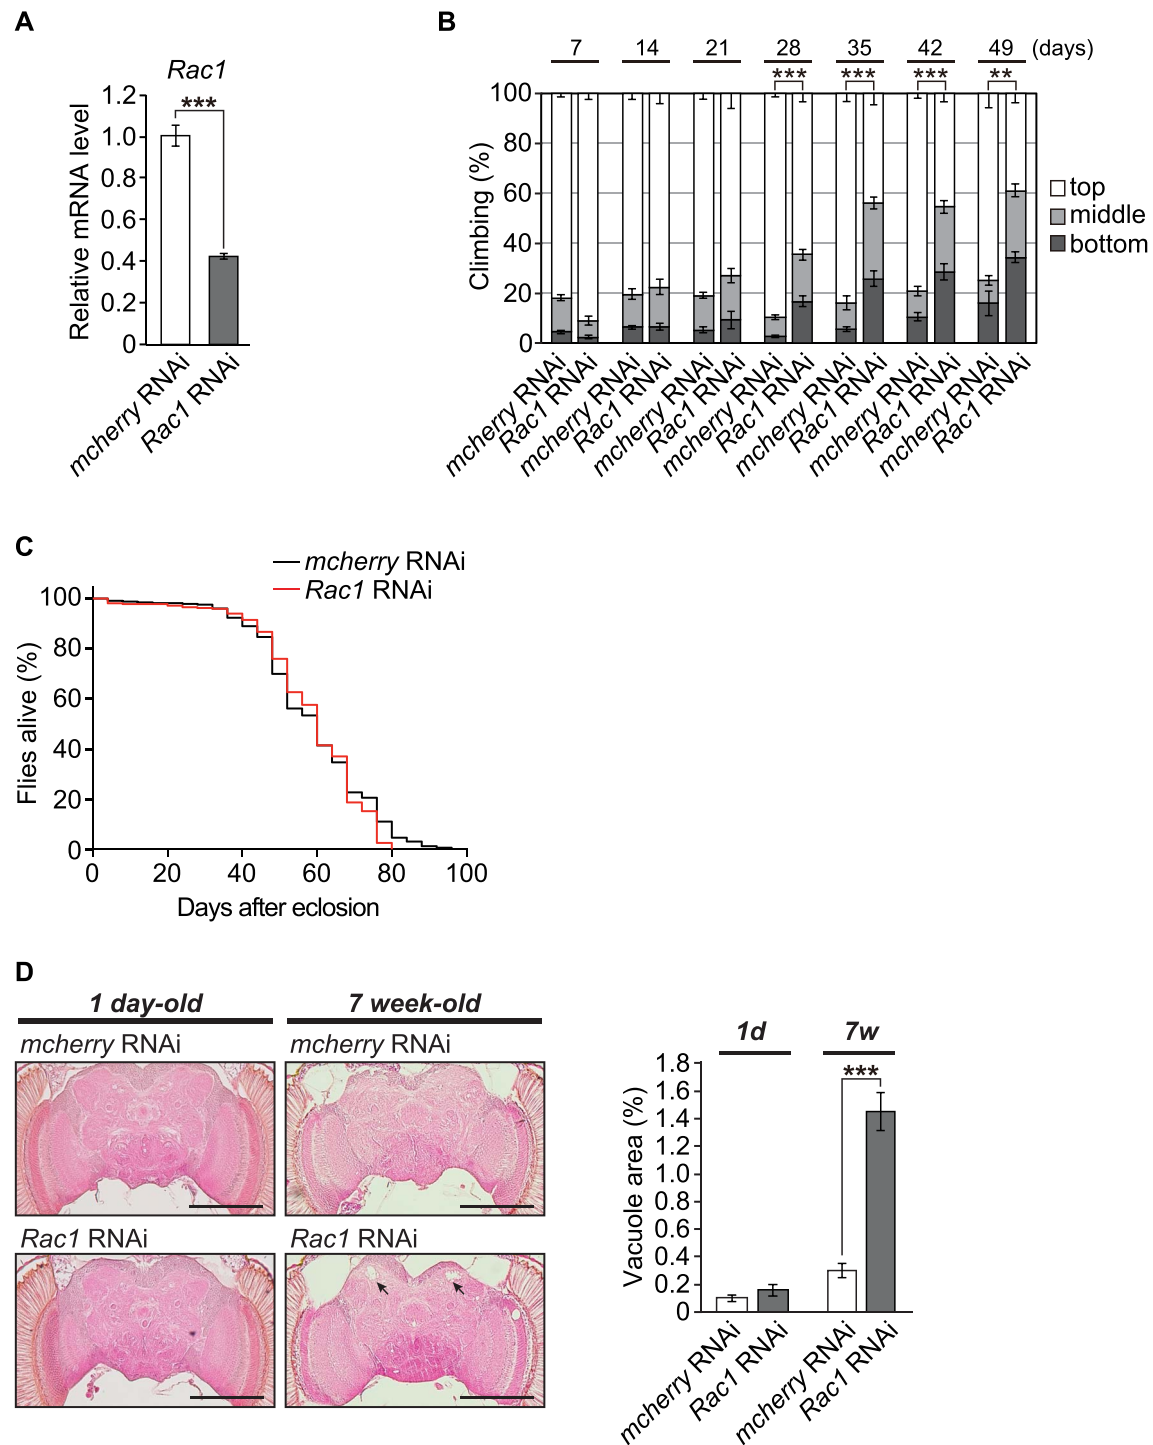 A
Rac1
***
Relative mRNA level
1.2
1.0
0.8
0.6
0.4
0.2
0
mcherry RNAi
Rac1 RNAi
B
7 14 21 28 35 42 49 (days)
*** *** *** **
Climbing (%)
100
80
60
40
20
0
top
middle
bottom
mcherry RNAi
Rac1 RNAi
mcherry RNAi
Rac1 RNAi
mcherry RNAi
Rac1 RNAi
mcherry RNAi
Rac1 RNAi
mcherry RNAi
Rac1 RNAi
mcherry RNAi
Rac1 RNAi
mcherry RNAi
Rac1 RNAi
C
mcherry RNAi
Rac1 RNAi
Flies alive (%)
100
80
60
40
20
0
0 20 40 60 80 100
Days after eclosion
D
1 day-old 7 week-old
mcherry RNAi mcherry RNAi
Rac1 RNAi Rac1 RNAi
1d 7w
***
Vacuole area (%)
1.8
1.6
1.4
1.2
1.0
0.8
0.6
0.4
0.2
0
mcherry RNAi
Rac1 RNAi
mcherry RNAi
Rac1 RNAi